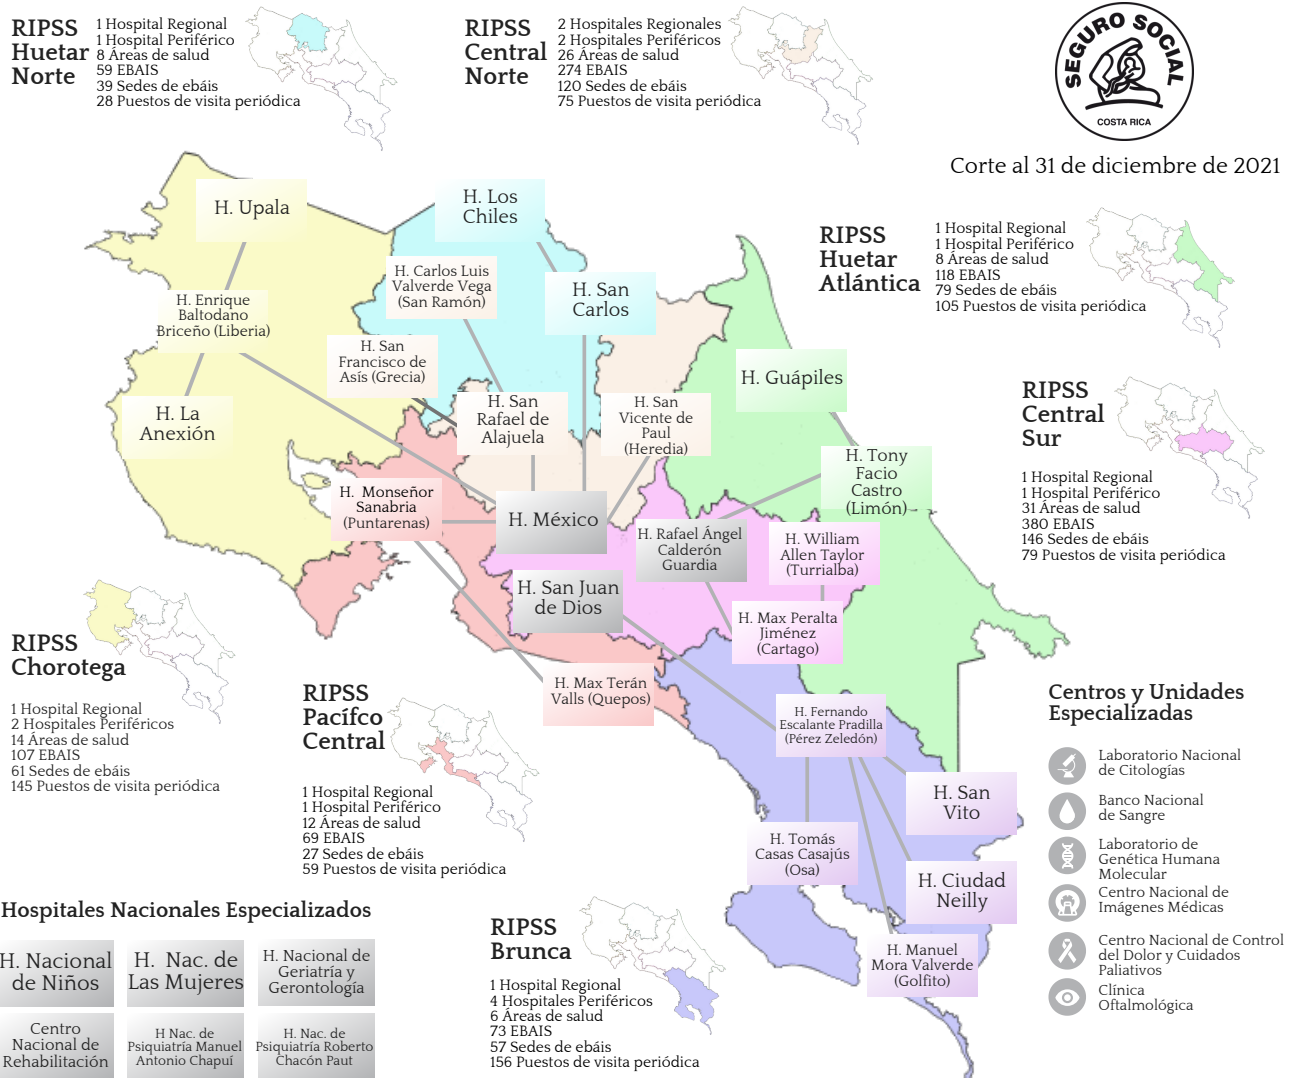 RIPSS
Huetar
Norte
1 Hospital Regional
1 Hospital Periférico
8 Áreas de salud
59 EBAIS
39 Sedes de ebáis
28 Puestos de visita periódica
RIPSS
Central
Norte
2 Hospitales Regionales
2 Hospitales Periféricos
26 Áreas de salud
274 EBAIS
120 Sedes de ebáis
75 Puestos de visita periódica
SEGURO SOCIAL
COSTA RICA
Corte al 31 de diciembre de 2021
RIPSS
Huetar
Atlántica
1 Hospital Regional
1 Hospital Periférico
8 Áreas de salud
118 EBAIS
79 Sedes de ebáis
105 Puestos de visita periódica
RIPSS
Central
Sur
1 Hospital Regional
1 Hospital Periférico
31 Áreas de salud
380 EBAIS
146 Sedes de ebáis
79 Puestos de visita periódica
H. Upala
H. Los
Chiles
H. Carlos Luis
Valverde Vega
(San Ramón)
H. San
Carlos
H. Enrique
Baltodano
Briceño (Liberia)
H. San
Francisco de
Asís (Grecia)
H. Guápiles
H. La
Anexión
H. San
Rafael de
Alajuela
H. San
Vicente de
Paul
(Heredia)
H. Tony
Facio
Castro
(Limón)
H. Monseñor
Sanabria
(Puntarenas)
H. México
H. Rafael Ángel
Calderón
Guardia
H. William
Allen Taylor
(Turrialba)
H. San Juan
de Dios
H. Max Peralta
Jiménez
(Cartago)
H. Max Terán
Valls (Quepos)
H. Fernando
Escalante Pradilla
(Pérez Zeledón)
H. San
Vito
H. Tomás
Casas Casajús
(Osa)
H. Ciudad
Neilly
H. Manuel
Mora Valverde
(Golfito)
RIPSS
Chorotega
1 Hospital Regional
2 Hospitales Periféricos
14 Áreas de salud
107 EBAIS
61 Sedes de ebáis
145 Puestos de visita periódica
RIPSS
Pacífco
Central
1 Hospital Regional
1 Hospital Periférico
12 Áreas de salud
69 EBAIS
27 Sedes de ebáis
59 Puestos de visita periódica
RIPSS
Brunca
1 Hospital Regional
4 Hospitales Periféricos
6 Áreas de salud
73 EBAIS
57 Sedes de ebáis
156 Puestos de visita periódica
Centros y Unidades
Especializadas
Laboratorio Nacional
de Citologías
Banco Nacional
de Sangre
Laboratorio de
Genética Humana
Molecular
Centro Nacional de
Imágenes Médicas
Centro Nacional de Control
del Dolor y Cuidados
Paliativos
Clínica
Oftalmológica
Hospitales Nacionales Especializados
H. Nacional
de Niños
H. Nac. de
Las Mujeres
H. Nacional de
Geriatría y
Gerontología
Centro
Nacional de
Rehabilitación
H Nac. de
Psiquiatría Manuel
Antonio Chapuí
H. Nac. de
Psiquiatría Roberto
Chacón Paut